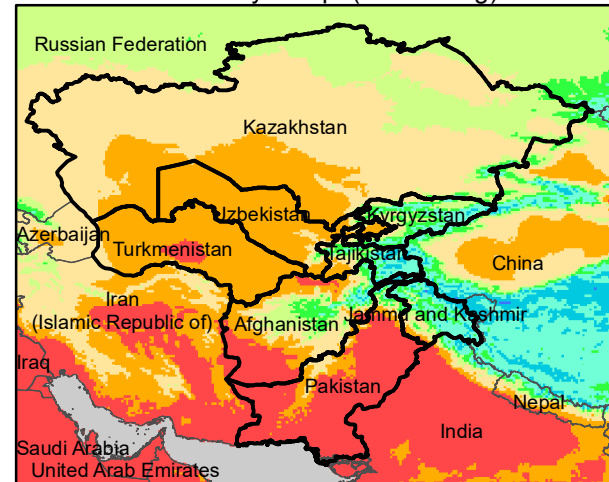 Russian Federation
Kazakhstan
Izbekistan
Kyrgyzstan
Azerbaijan
Turkmenistan
Tajikistan
China
Iran
(Islamic Republic of)
Afghanistan
Jammu and Kashmir
Iraq
Pakistan
Nepal
India
Saudi Arabia
United Arab Emirates